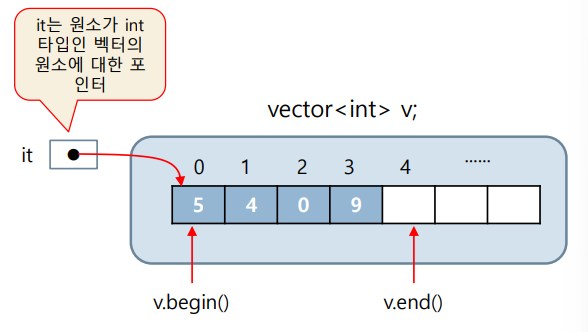 it는 원소가 int
타입인 벡터의
원소에 대한 포
인터
vector<int> v;
it
0 1 2 3 4 ......
5 4 0 9
v.begin() v.end()